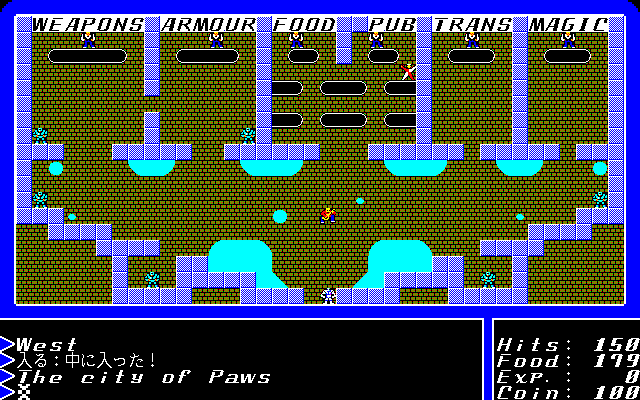 WEAPONS ARMOUR FOOD PUB TRANS MAGIC
West
入る：中に入った！
The city of Paws
Hits: 150
Food: 179
Exp.: 0
Coin: 100